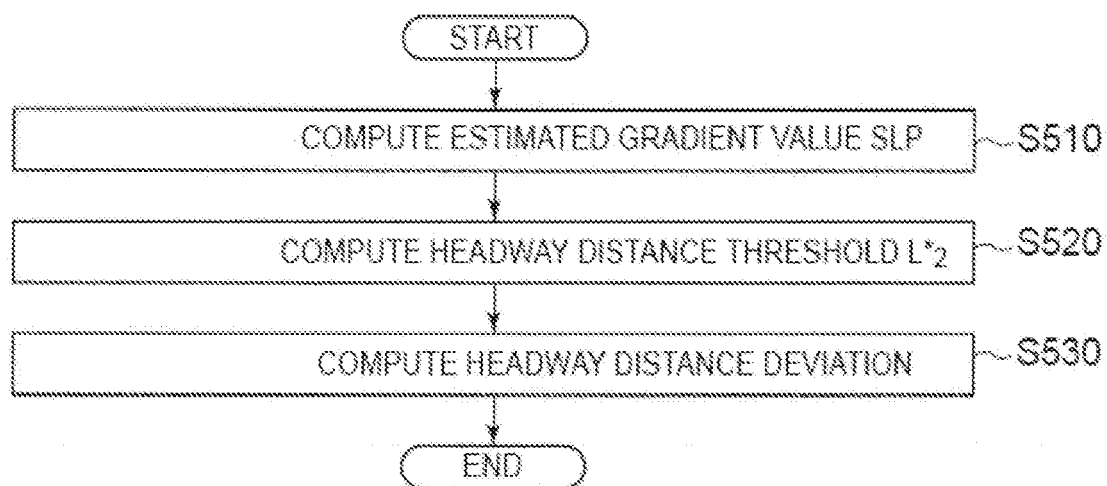 START
COMPUTE ESTIMATED GRADIENT VALUE SLP
S510
COMPUTE HEADWAY DISTANCE THRESHOLD L*2
S520
COMPUTE HEADWAY DISTANCE DEVIATION
S530
END